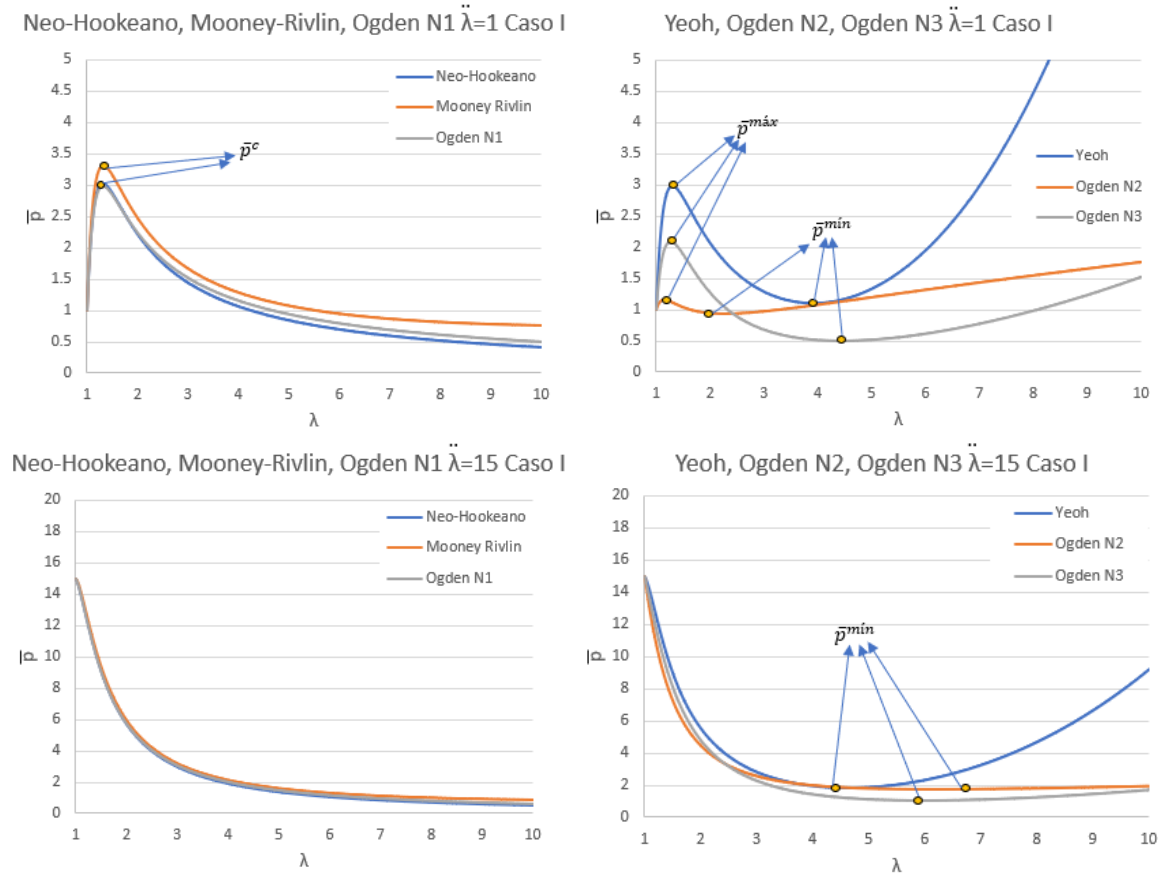 Neo-Hookeano, Mooney-Rivlin, Ogden N1 λ̈=1 Caso I
5
4.5
4
3.5
3
2.5
2
1.5
1
0.5
0
p̅
Neo-Hookeano
Mooney Rivlin
Ogden N1
p̅ᶜ
1 2 3 4 5 6 7 8 9 10
λ
Yeoh, Ogden N2, Ogden N3 λ̈=1 Caso I
5
4.5
4
3.5
3
2.5
2
1.5
1
0.5
0
p̅
p̅ᵐáˣ
Yeoh
Ogden N2
Ogden N3
p̅ᵐíⁿ
1 2 3 4 5 6 7 8 9 10
λ
Neo-Hookeano, Mooney-Rivlin, Ogden N1 λ̈=15 Caso I
20
18
16
14
12
10
8
6
4
2
0
p̅
Neo-Hookeano
Mooney Rivlin
Ogden N1
1 2 3 4 5 6 7 8 9 10
λ
Yeoh, Ogden N2, Ogden N3 λ̈=15 Caso I
20
18
16
14
12
10
8
6
4
2
0
p̅
Yeoh
Ogden N2
Ogden N3
p̅ᵐíⁿ
1 2 3 4 5 6 7 8 9 10
λ